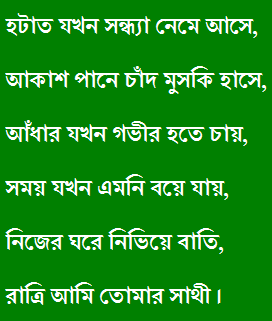 হটাত যখন সন্ধ্যা নেমে আসে,
আকাশ পানে চাঁদ মুসকি হাসে,
আঁধার যখন গভীর হতে চায়,
সময় যখন এমনি বয়ে যায়,
নিজের ঘরে নিভিয়ে বাতি,
রাত্রি আমি তোমার সাথী।